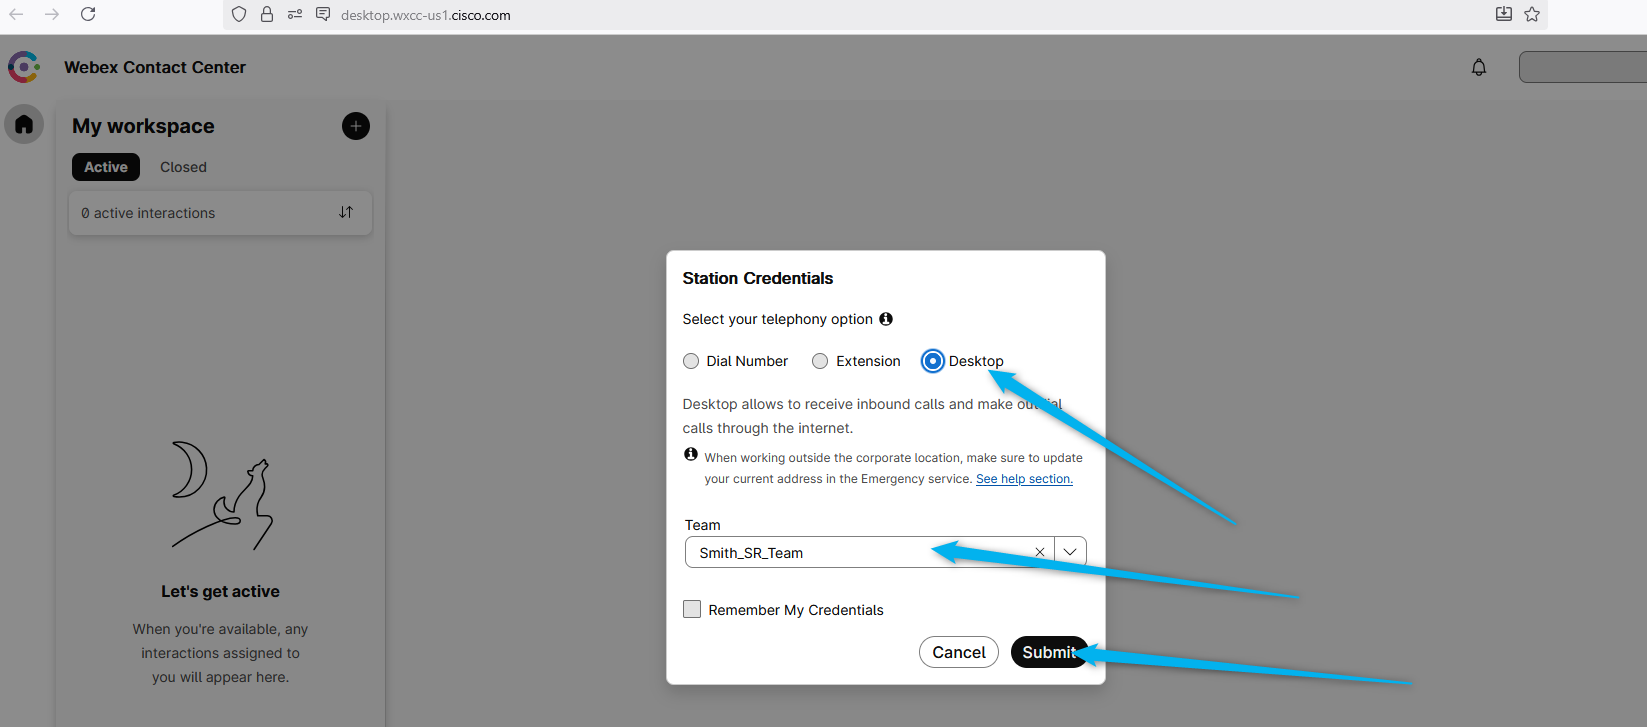 desktop.wxcc-us1.cisco.com
Webex Contact Center
My workspace
Active
Closed
0 active interactions
Let's get active
When you're available, any
interactions assigned to
you will appear here.
Station Credentials
Select your telephony option
Dial Number
Extension
Desktop
Desktop allows to receive inbound calls and make outdial
calls through the internet.
When working outside the corporate location, make sure to update
your current address in the Emergency service. See help section.
Team
Smith_SR_Team
Remember My Credentials
Cancel
Submit